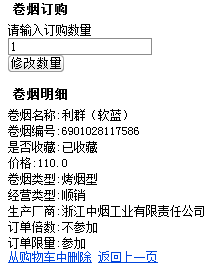 卷烟订购
请输入订购数量
1
修改数量
卷烟明细
卷烟名称:利群（软蓝）
卷烟编号:6901028117586
是否收藏:已收藏
价格:110.0
卷烟类型:烤烟型
经营类型:顺销
生产厂商:浙江中烟工业有限责任公司
订单倍数:不参加
订单限量:参加
从购物车中删除 返回上一页